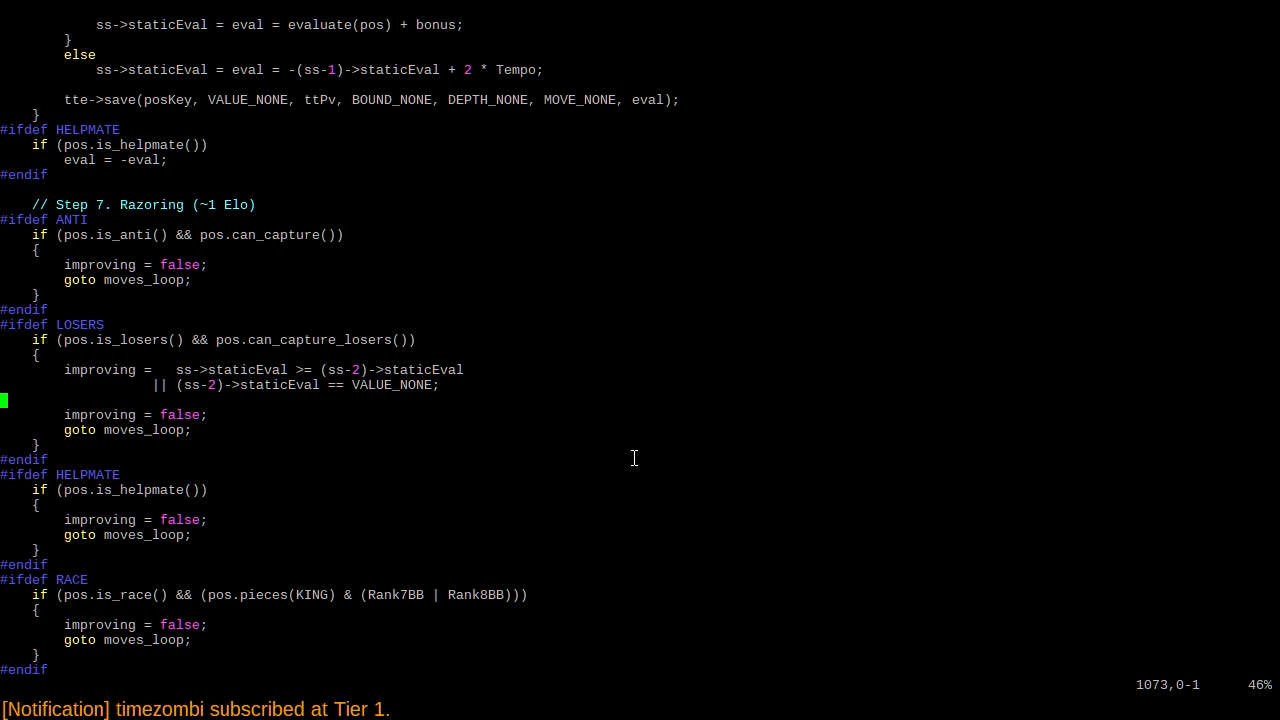 ss->staticEval = eval = evaluate(pos) + bonus;
        }
        else
            ss->staticEval = eval = -(ss-1)->staticEval + 2 * Tempo;

        tte->save(posKey, VALUE_NONE, ttPv, BOUND_NONE, DEPTH_NONE, MOVE_NONE, eval);
    }
#ifdef HELPMATE
    if (pos.is_helpmate())
        eval = -eval;
#endif

    // Step 7. Razoring (~1 Elo)
#ifdef ANTI
    if (pos.is_anti() && pos.can_capture())
    {
        improving = false;
        goto moves_loop;
    }
#endif
#ifdef LOSERS
    if (pos.is_losers() && pos.can_capture_losers())
    {
        improving =   ss->staticEval >= (ss-2)->staticEval
                   || (ss-2)->staticEval == VALUE_NONE;

        improving = false;
        goto moves_loop;
    }
#endif
#ifdef HELPMATE
    if (pos.is_helpmate())
    {
        improving = false;
        goto moves_loop;
    }
#endif
#ifdef RACE
    if (pos.is_race() && (pos.pieces(KING) & (Rank7BB | Rank8BB)))
    {
        improving = false;
        goto moves_loop;
    }
#endif
1073,0-1      46%
[Notification] timezombi subscribed at Tier 1.